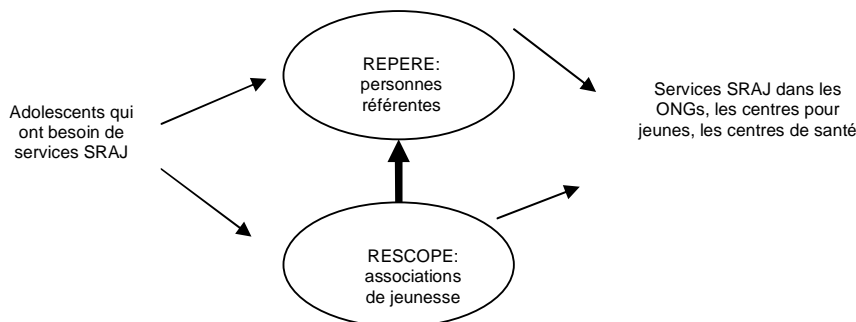 Adolescents qui
ont besoin de
services SRAJ
REPERE:
personnes
référentes
RESCOPE:
associations
de jeunesse
Services SRAJ dans les
ONGs, les centres pour
jeunes, les centres de santé